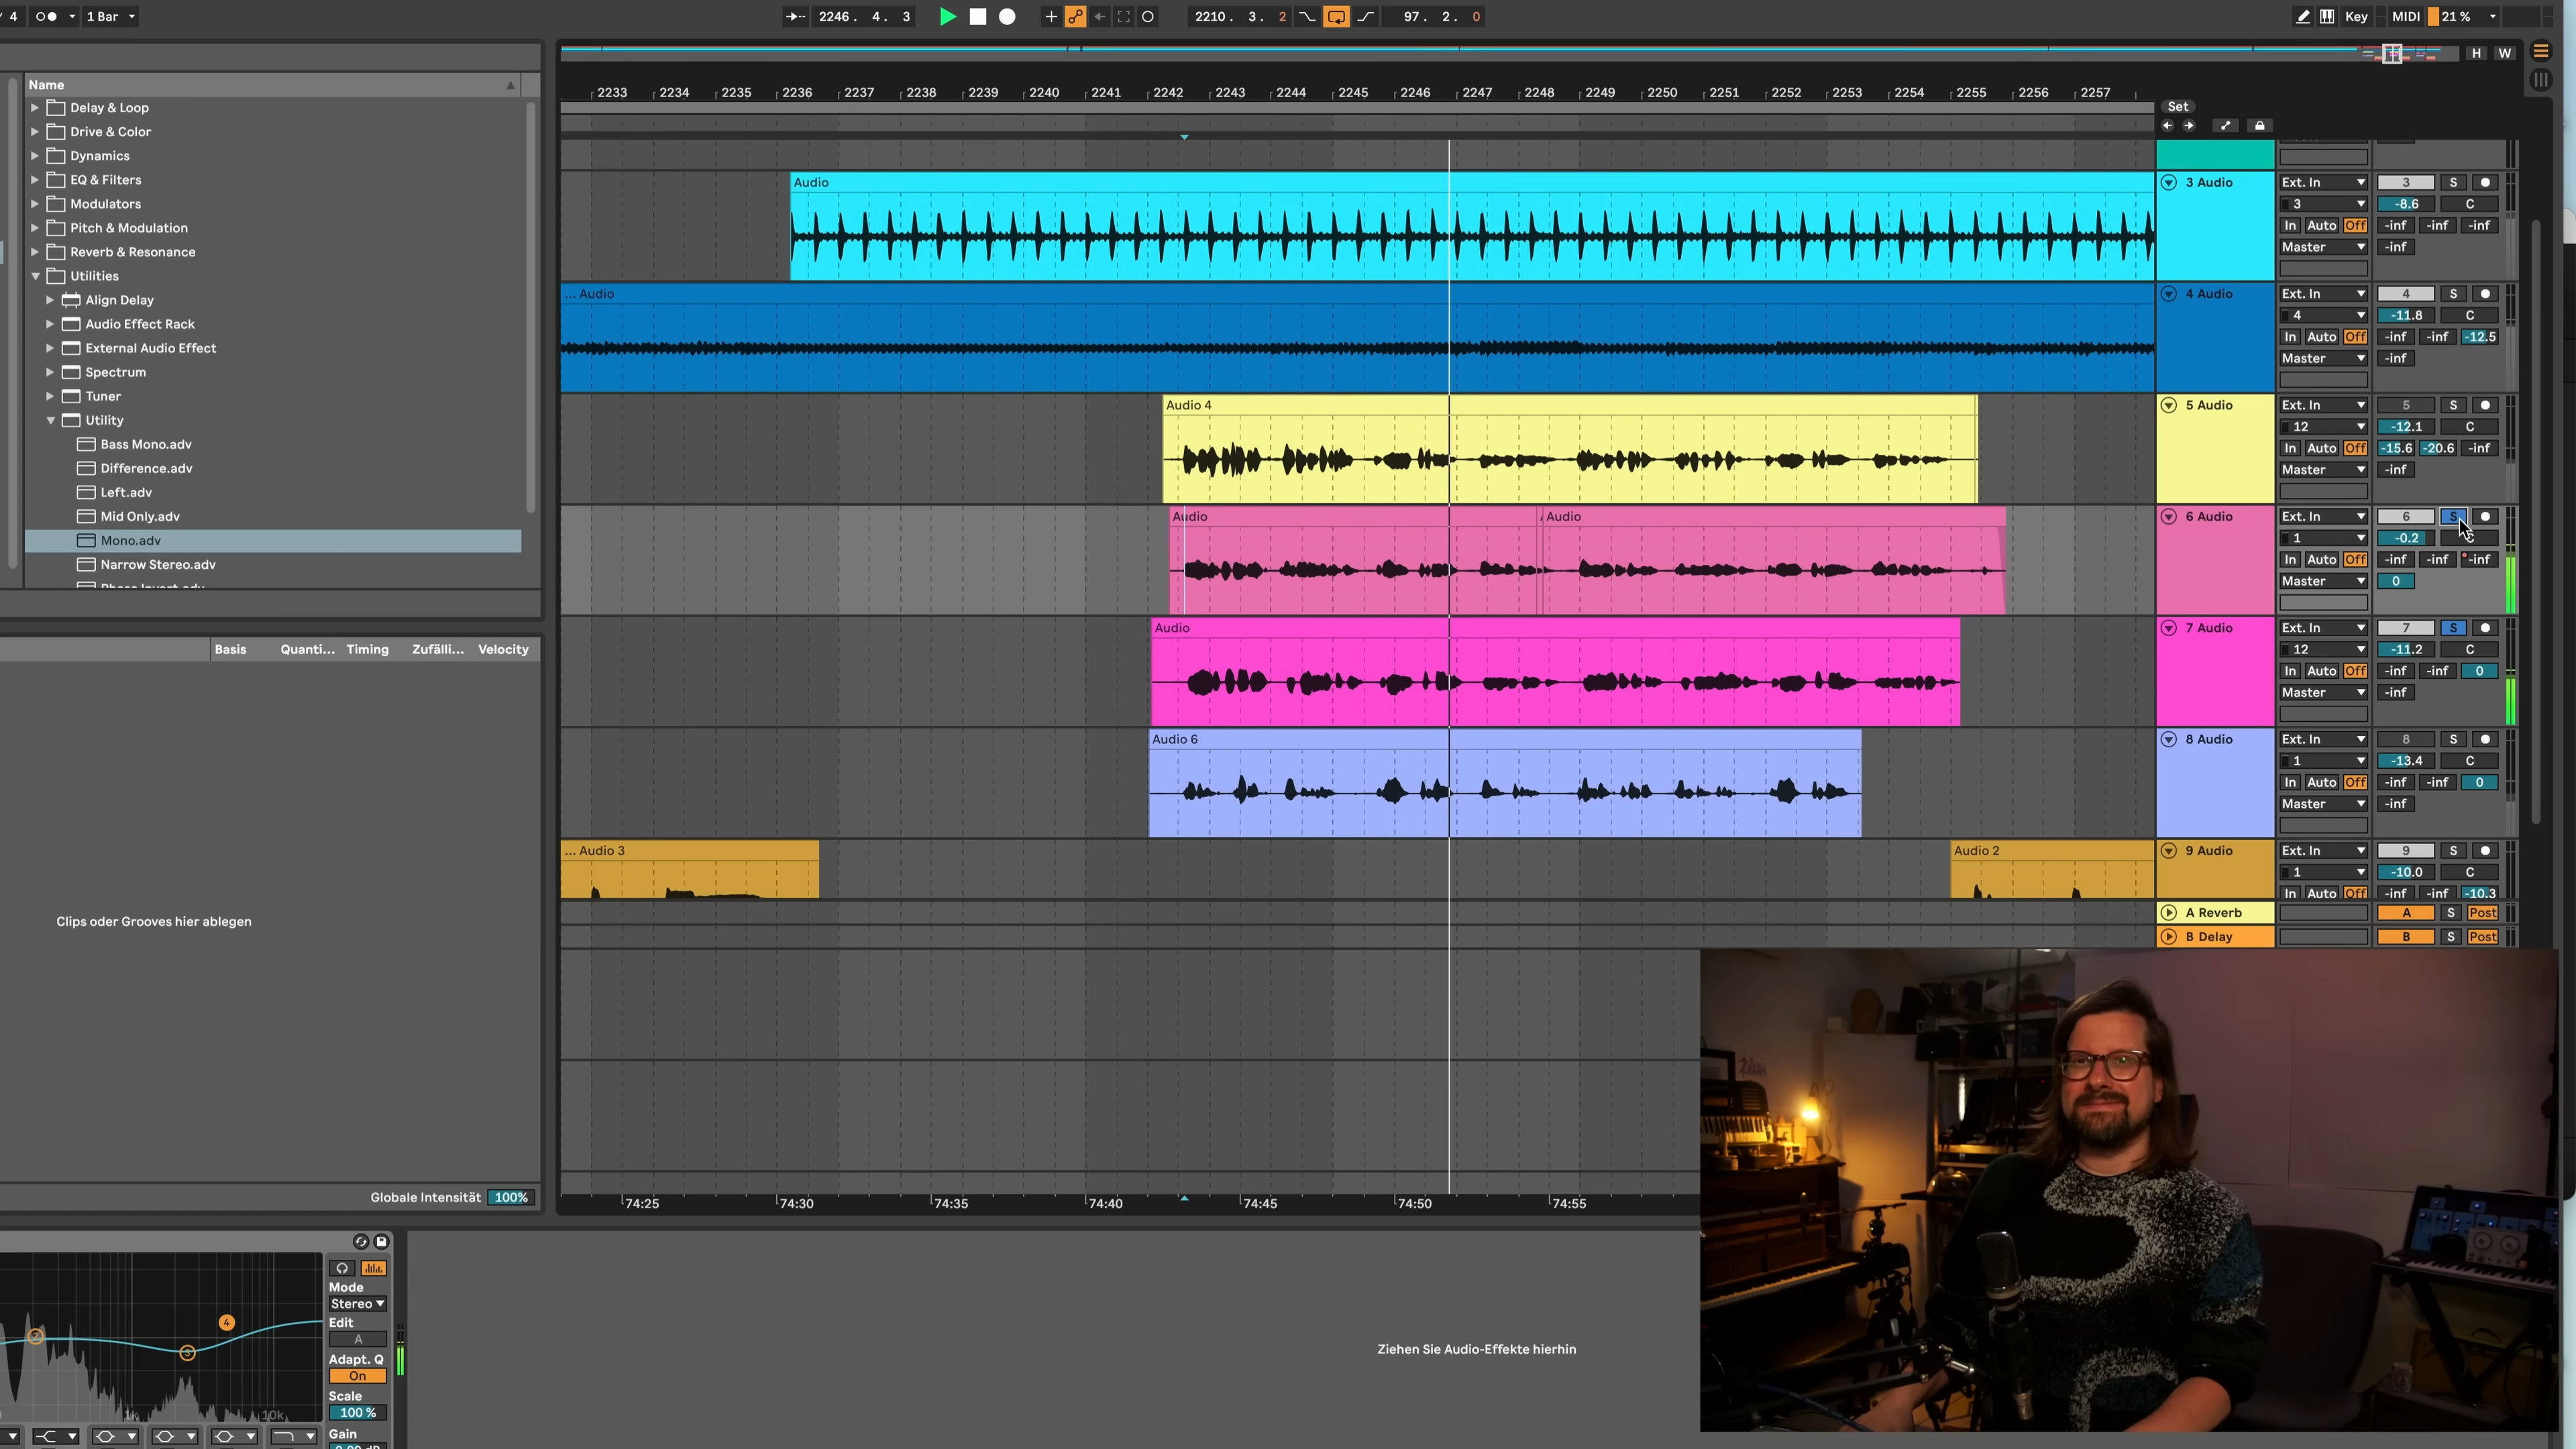 4 1 Bar 2246. 4. 3 2210. 3. 2 97. 2. 0 Key MIDI 21 %
H W
Name
Delay & Loop
Drive & Color
Dynamics
EQ & Filters
Modulators
Pitch & Modulation
Reverb & Resonance
Utilities
Align Delay
Audio Effect Rack
External Audio Effect
Spectrum
Tuner
Utility
Bass Mono.adv
Difference.adv
Left.adv
Mid Only.adv
Mono.adv
Narrow Stereo.adv
Basis Quanti... Timing Zufälli... Velocity
Clips oder Grooves hier ablegen
Globale Intensität 100%
2233 2234 2235 2236 2237 2238 2239 2240 2241 2242 2243 2244 2245 2246 2247 2248 2249 2250 2251 2252 2253 2254 2255 2256 2257
Set
Audio
3 Audio Ext. In 3 S
3 -8.6 C
In Auto Off -inf -inf -inf
Master -inf
... Audio
4 Audio Ext. In 4 S
4 -11.8 C
In Auto Off -inf -inf -12.5
Master -inf
Audio 4
5 Audio Ext. In 5 S
12 -12.1 C
In Auto Off -15.6 -20.6 -inf
Master -inf
Audio Audio
6 Audio Ext. In 6 S
1 -0.2 C
In Auto Off -inf -inf -inf
Master 0
Audio
7 Audio Ext. In 7 S
12 -11.2 C
In Auto Off -inf -inf 0
Master -inf
Audio 6
8 Audio Ext. In 8 S
1 -13.4 C
In Auto Off -inf -inf 0
Master -inf
... Audio 3 Audio 2
9 Audio Ext. In 9 S
1 -10.0 C
In Auto Off -inf -inf -10.3
A Reverb A S Post
B Delay B S Post
74:25 74:30 74:35 74:40 74:45 74:50 74:55
Mode
Stereo
Edit
A
Adapt. Q
On
Scale
100 %
Gain
2 3 4
1k 10k
Ziehen Sie Audio-Effekte hierhin